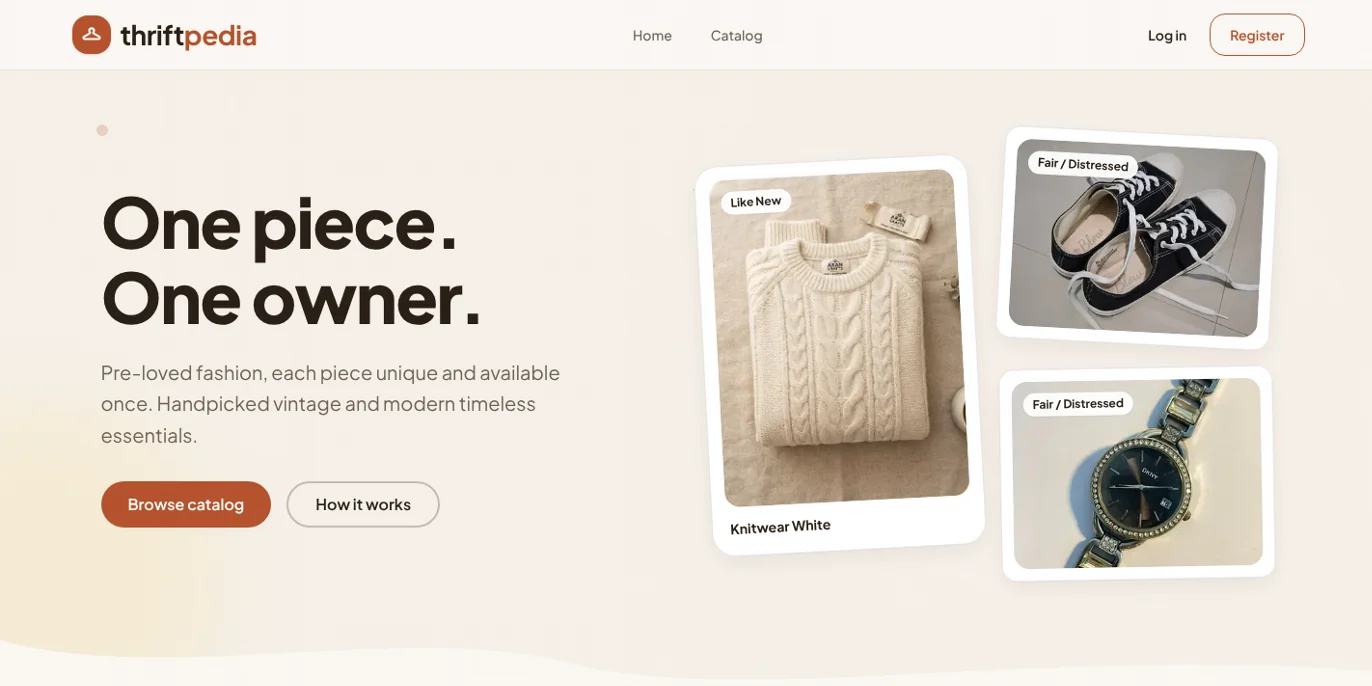 thriftpedia
Home
Catalog
Log in
Register
One piece.
One owner.
Pre-loved fashion, each piece unique and available
once. Handpicked vintage and modern timeless
essentials.
Browse catalog
How it works
Like New
ARAN
Knitwear White
Fair / Distressed
Fair / Distressed
DKNY